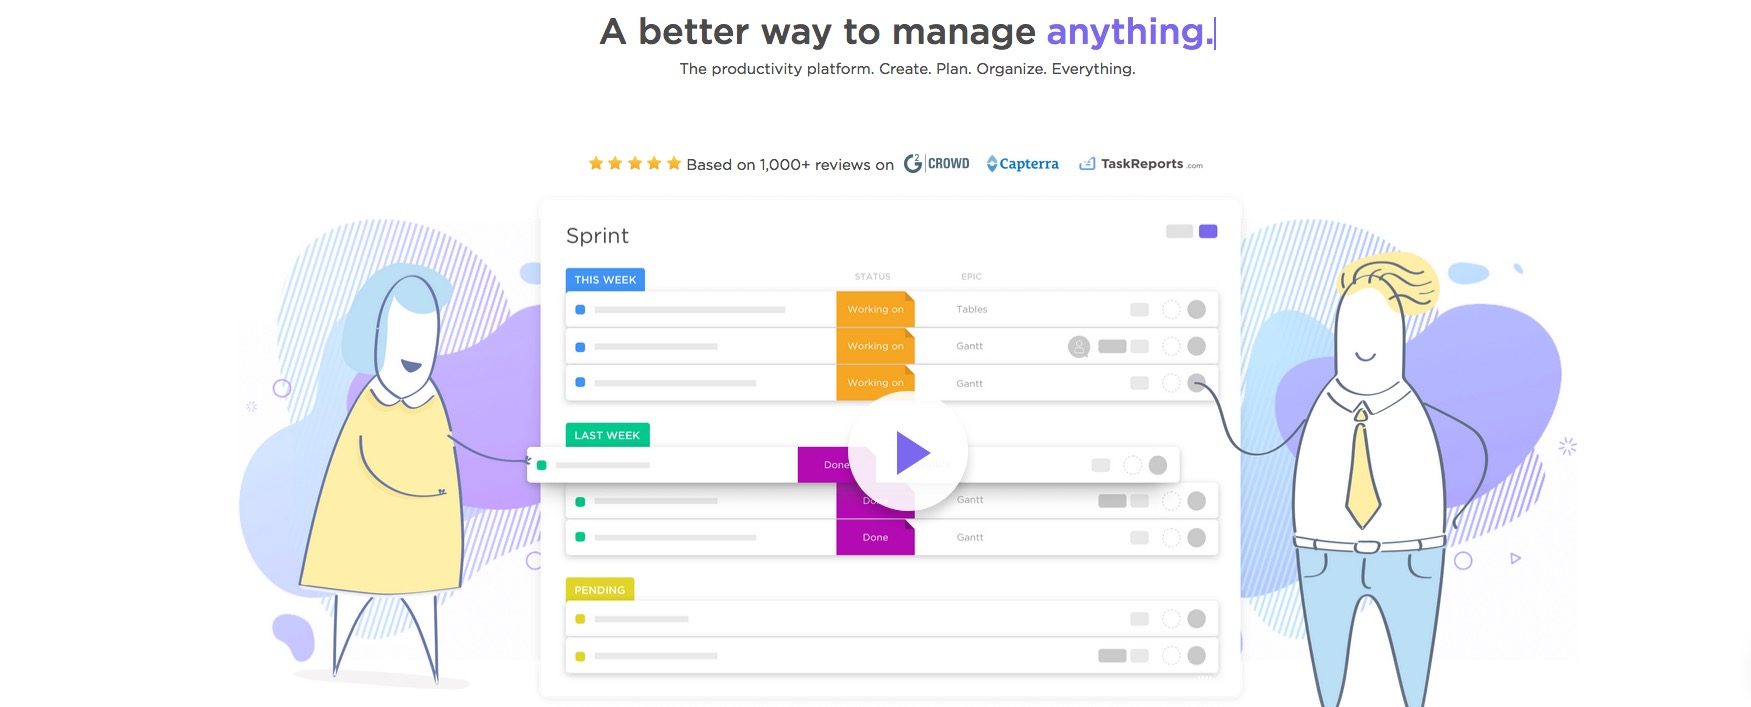 A better way to manage anything.
The productivity platform. Create. Plan. Organize. Everything.
Based on 1,000+ reviews on G2 CROWD Capterra TaskReports.com
Sprint
THIS WEEK STATUS EPIC
Working on Tables
Working on Gantt
Working on Gantt
LAST WEEK
Done
Done Gantt
Done Gantt
PENDING